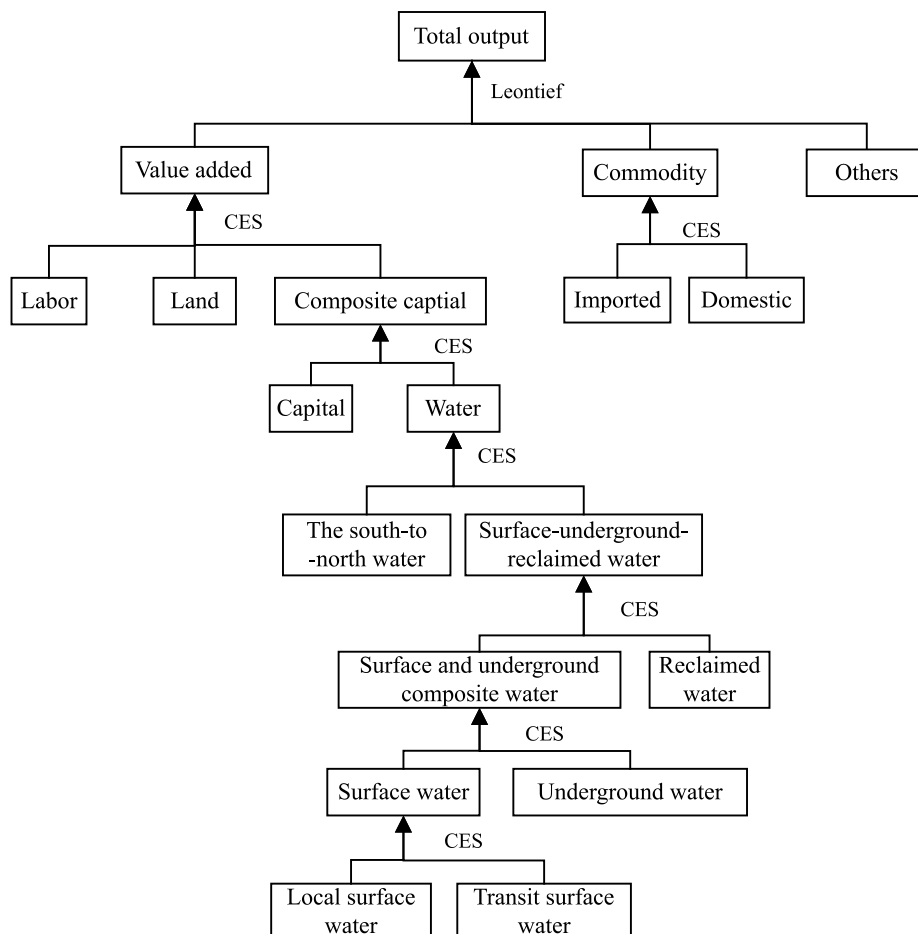 Total output
Leontief
Value added
Commodity
Others
CES
CES
Labor
Land
Composite captial
Imported
Domestic
CES
Capital
Water
CES
The south-to
-north water
Surface-underground-
reclaimed water
CES
Surface and underground
composite water
Reclaimed
water
CES
Surface water
Underground water
CES
Local surface
water
Transit surface
water